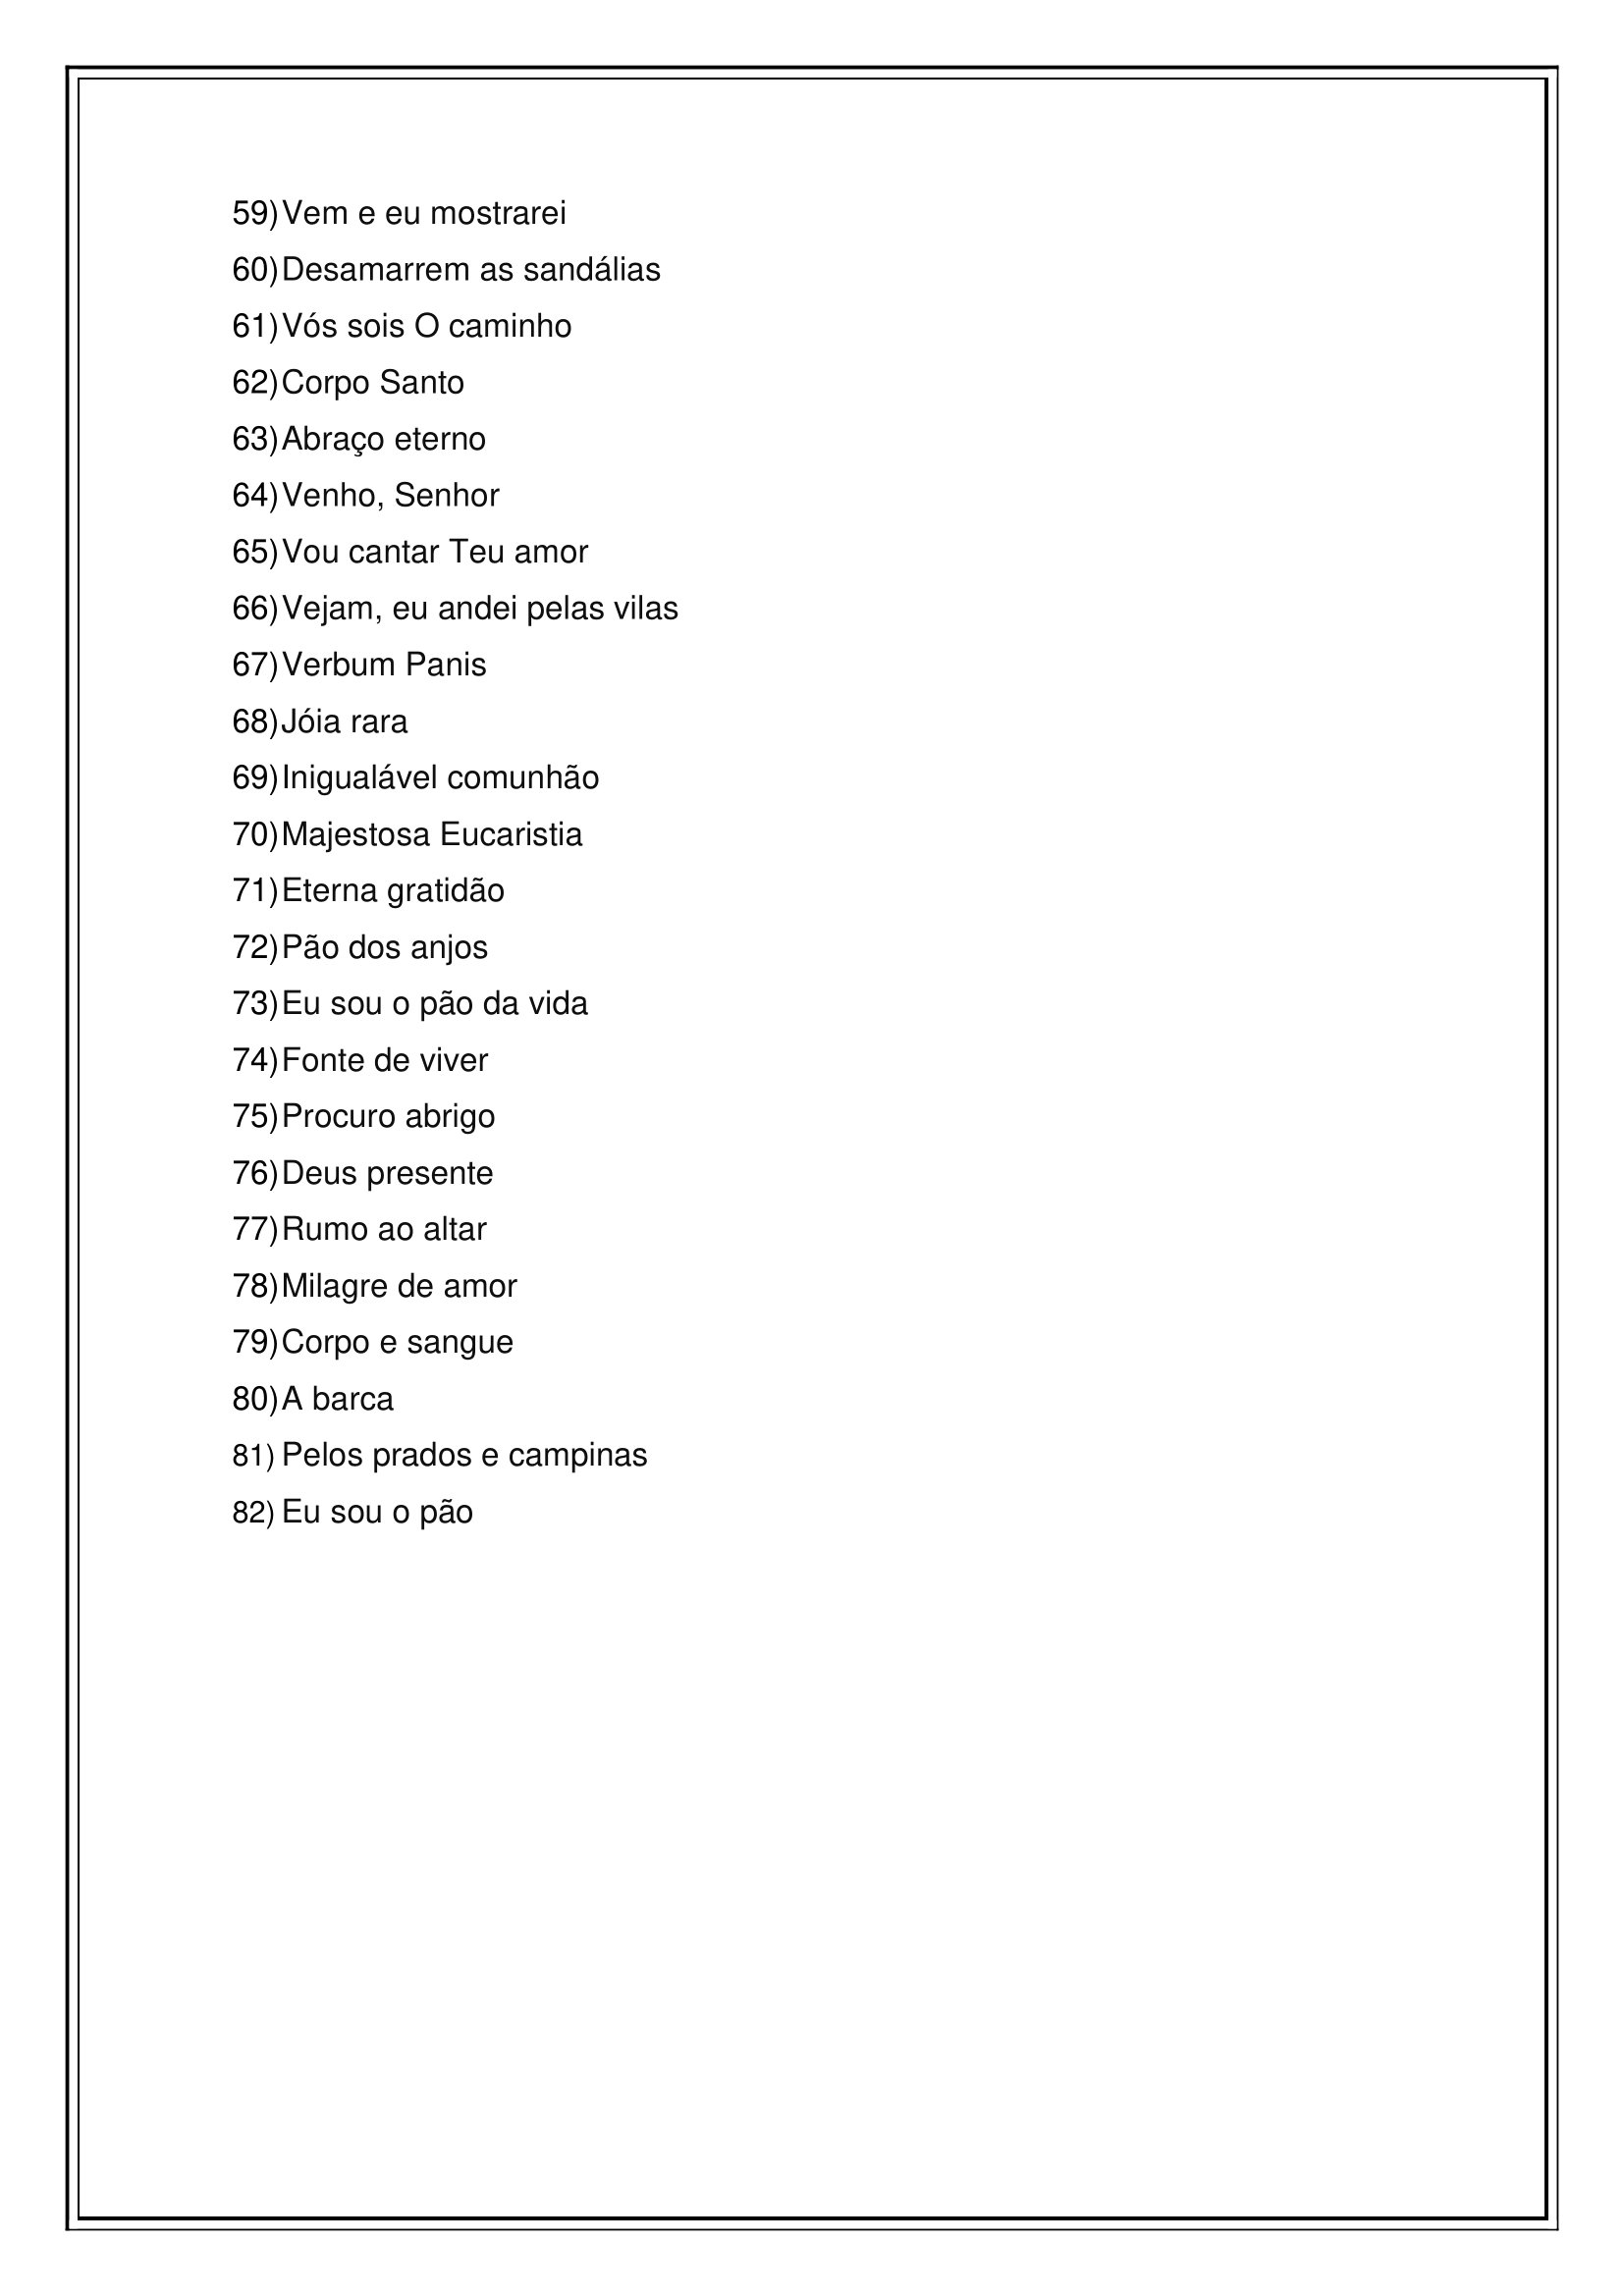 59) Vem e eu mostrarei
60) Desamarrem as sandálias
61) Vós sois O caminho
62) Corpo Santo
63) Abraço eterno
64) Venho, Senhor
65) Vou cantar Teu amor
66) Vejam, eu andei pelas vilas
67) Verbum Panis
68) Jóia rara
69) Inigualável comunhão
70) Majestosa Eucaristia
71) Eterna gratidão
72) Pão dos anjos
73) Eu sou o pão da vida
74) Fonte de viver
75) Procuro abrigo
76) Deus presente
77) Rumo ao altar
78) Milagre de amor
79) Corpo e sangue
80) A barca
81) Pelos prados e campinas
82) Eu sou o pão